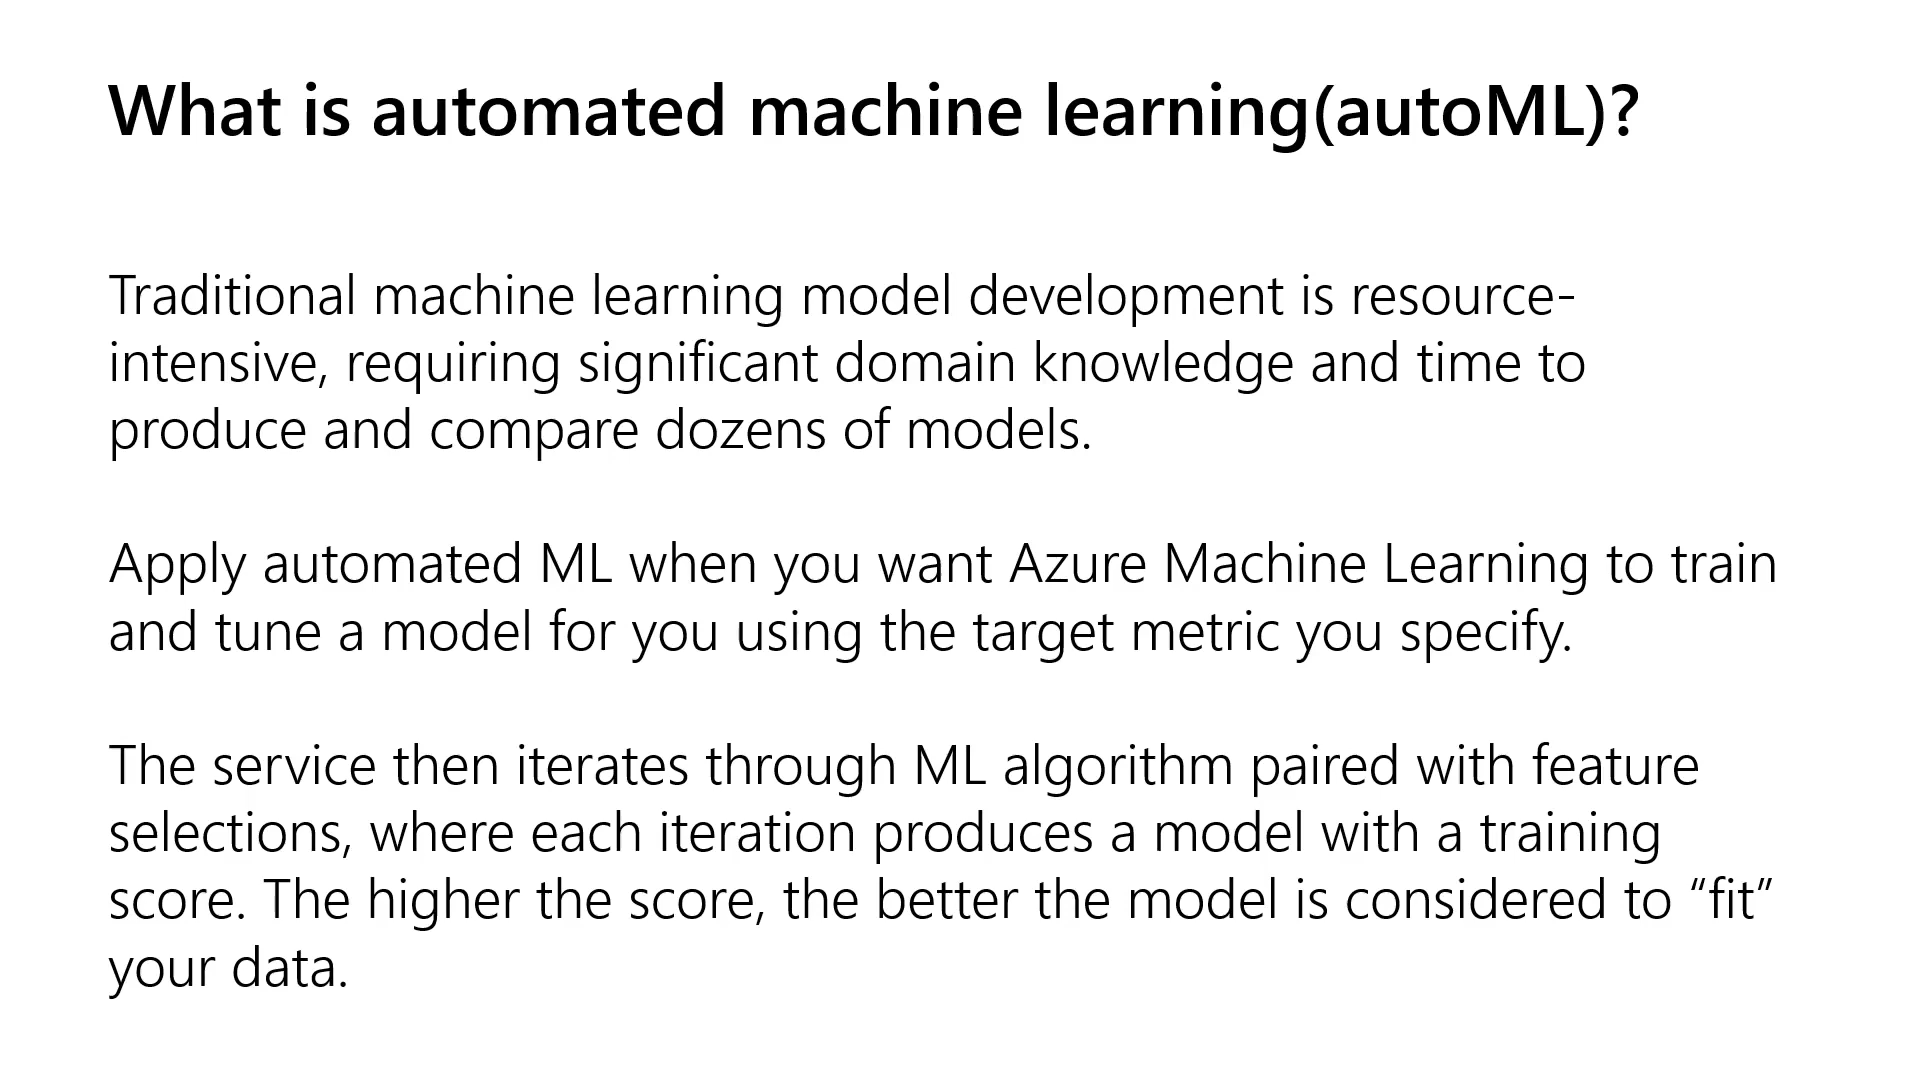 What is automated machine learning(autoML)?
Traditional machine learning model development is resource-
intensive, requiring significant domain knowledge and time to
produce and compare dozens of models.
Apply automated ML when you want Azure Machine Learning to train
and tune a model for you using the target metric you specify.
The service then iterates through ML algorithm paired with feature
selections, where each iteration produces a model with a training
score. The higher the score, the better the model is considered to “fit”
your data.